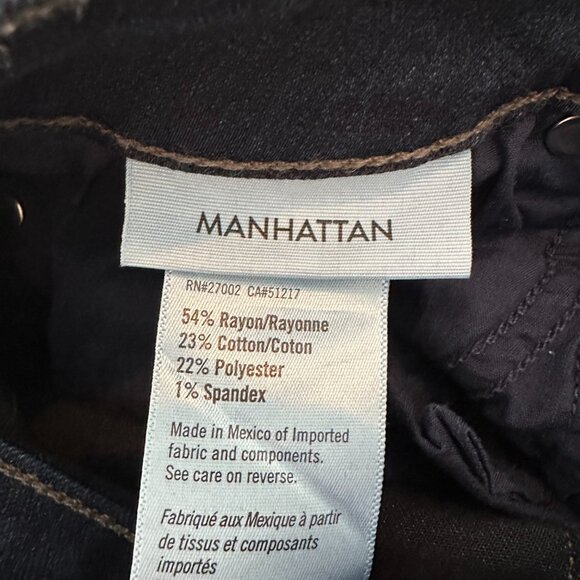 MANHATTAN
RN#27002 CA#51217
54% Rayon/Rayonne
23% Cotton/Coton
22% Polyester
1% Spandex
Made in Mexico of Imported
fabric and components.
See care on reverse.
Fabriqué aux Mexique à partir
de tissus et composants
importés